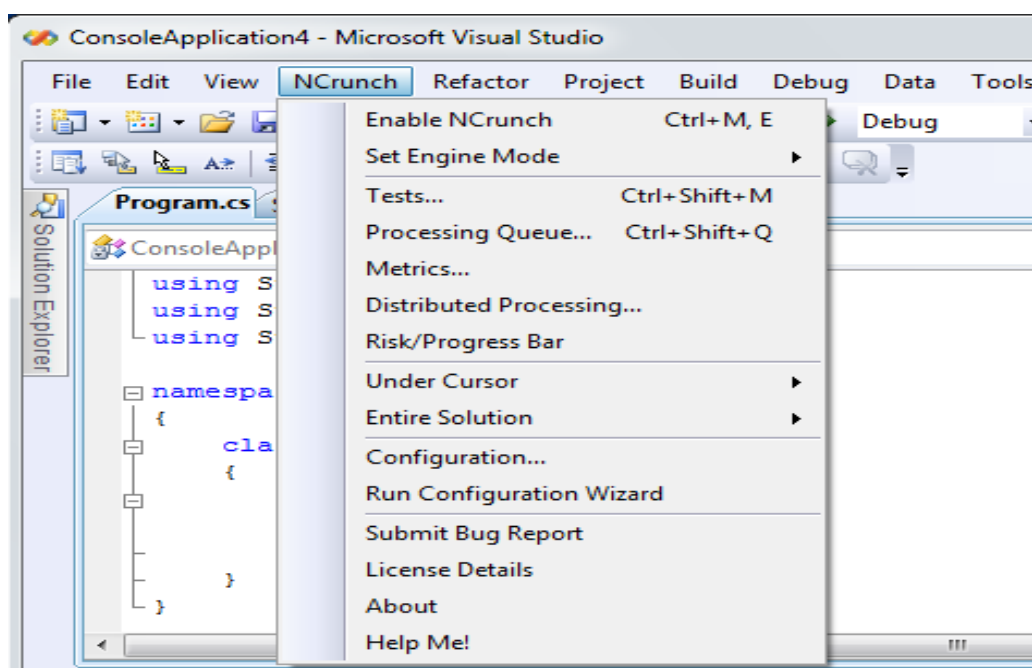 ConsoleApplication4 - Microsoft Visual Studio
File Edit View NCrunch Refactor Project Build Debug Data Tools
Enable NCrunch Ctrl+M, E
Debug
Set Engine Mode
Tests... Ctrl+Shift+M
Processing Queue... Ctrl+Shift+Q
Metrics...
Distributed Processing...
Risk/Progress Bar
Under Cursor
Entire Solution
Configuration...
Run Configuration Wizard
Submit Bug Report
License Details
About
Help Me!
Solution Explorer
Program.cs
ConsoleAppl
using S
using S
using S
namespa
{
cla
{
}
}